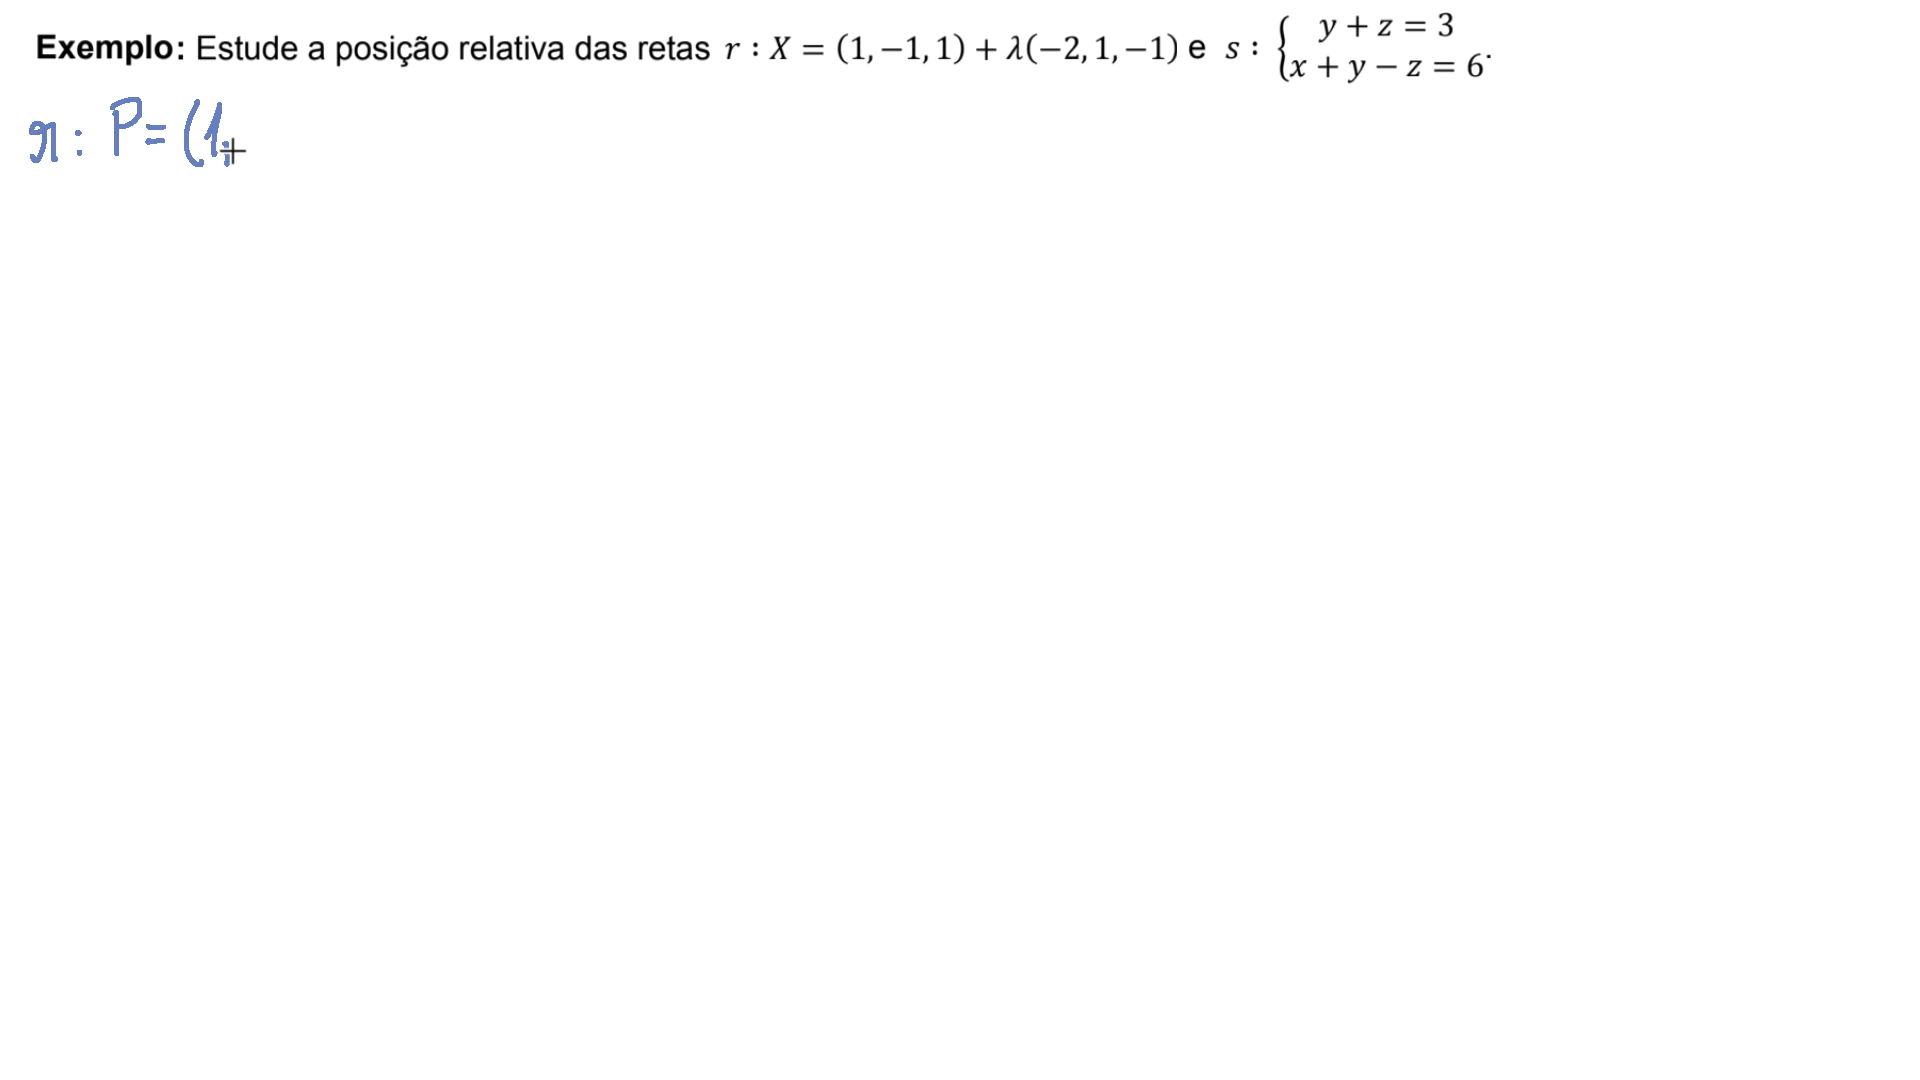 Exemplo: Estude a posição relativa das retas r : X = (1, −1, 1) + λ(−2, 1, −1) e s : { y + z = 3
x + y − z = 6 .
r : P = (1,